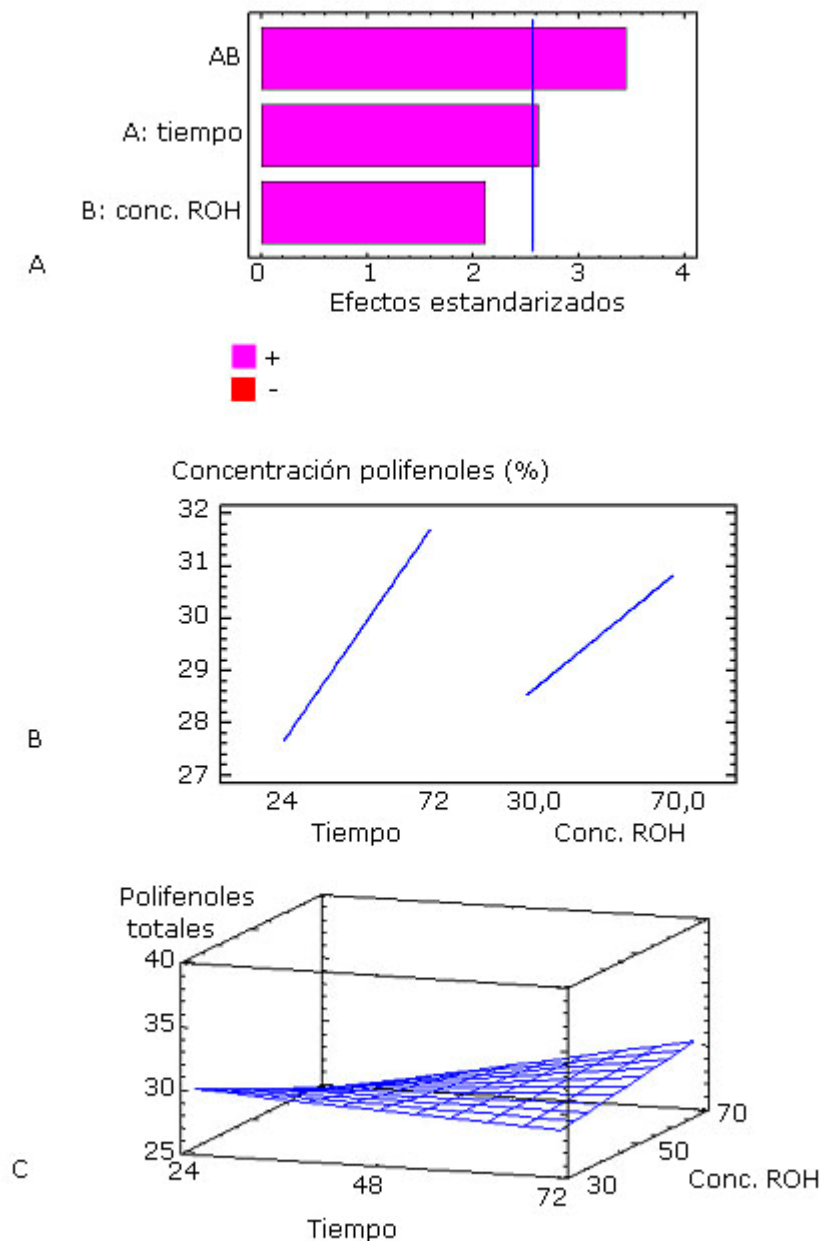 AB
A: tiempo
B: conc. ROH
0 1 2 3 4
Efectos estandarizados
A
+
-
Concentración polifenoles (%)
32
31
30
29
28
27
24 72 30,0 70,0
Tiempo Conc. ROH
B
Polifenoles
totales
40
35
30
25
24 48 72 30 50 70
Conc. ROH
Tiempo
C